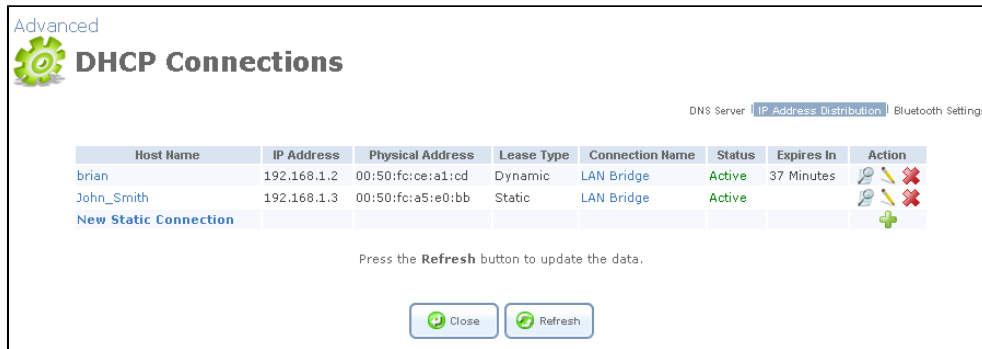 Advanced
DHCP Connections
DNS Server | IP Address Distribution | Bluetooth Setting
Host Name IP Address Physical Address Lease Type Connection Name Status Expires In Action
brian 192.168.1.2 00:50:fc:ce:a1:cd Dynamic LAN Bridge Active 37 Minutes
John_Smith 192.168.1.3 00:50:fc:a5:e0:bb Static LAN Bridge Active
New Static Connection
Press the Refresh button to update the data.
Close Refresh